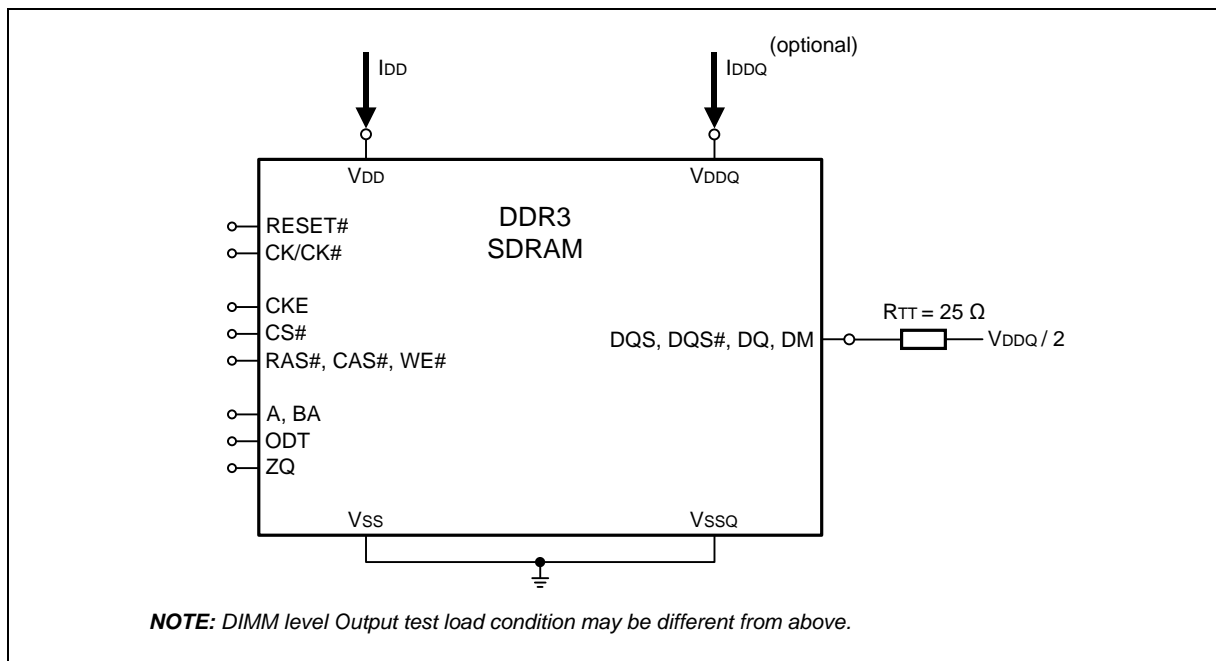 (optional)
IDD
IDDQ
VDD
VDDQ
DDR3
SDRAM
RESET#
CK/CK#
CKE
CS#
RAS#, CAS#, WE#
A, BA
ODT
ZQ
DQS, DQS#, DQ, DM
RTT = 25 Ω
VDDQ / 2
VSS
VSSQ
NOTE: DIMM level Output test load condition may be different from above.